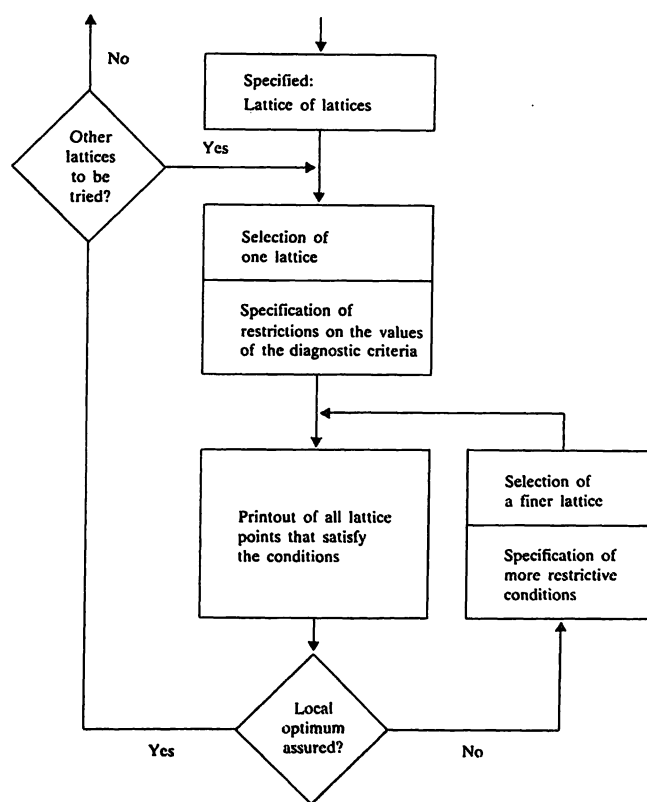 No
Specified:
Lattice of lattices
Other
lattices
to be
tried?
Yes
Selection of
one lattice
Specification of
restrictions on the values
of the diagnostic criteria
Printout of all lattice
points that satisfy
the conditions
Selection of
a finer lattice
Specification of
more restrictive
conditions
Local
optimum
assured?
Yes
No